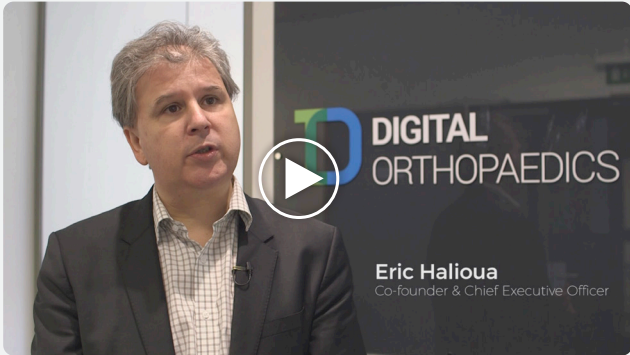 DIGITAL
ORTHOPAEDICS
Eric Halioua
Co-founder & Chief Executive Officer